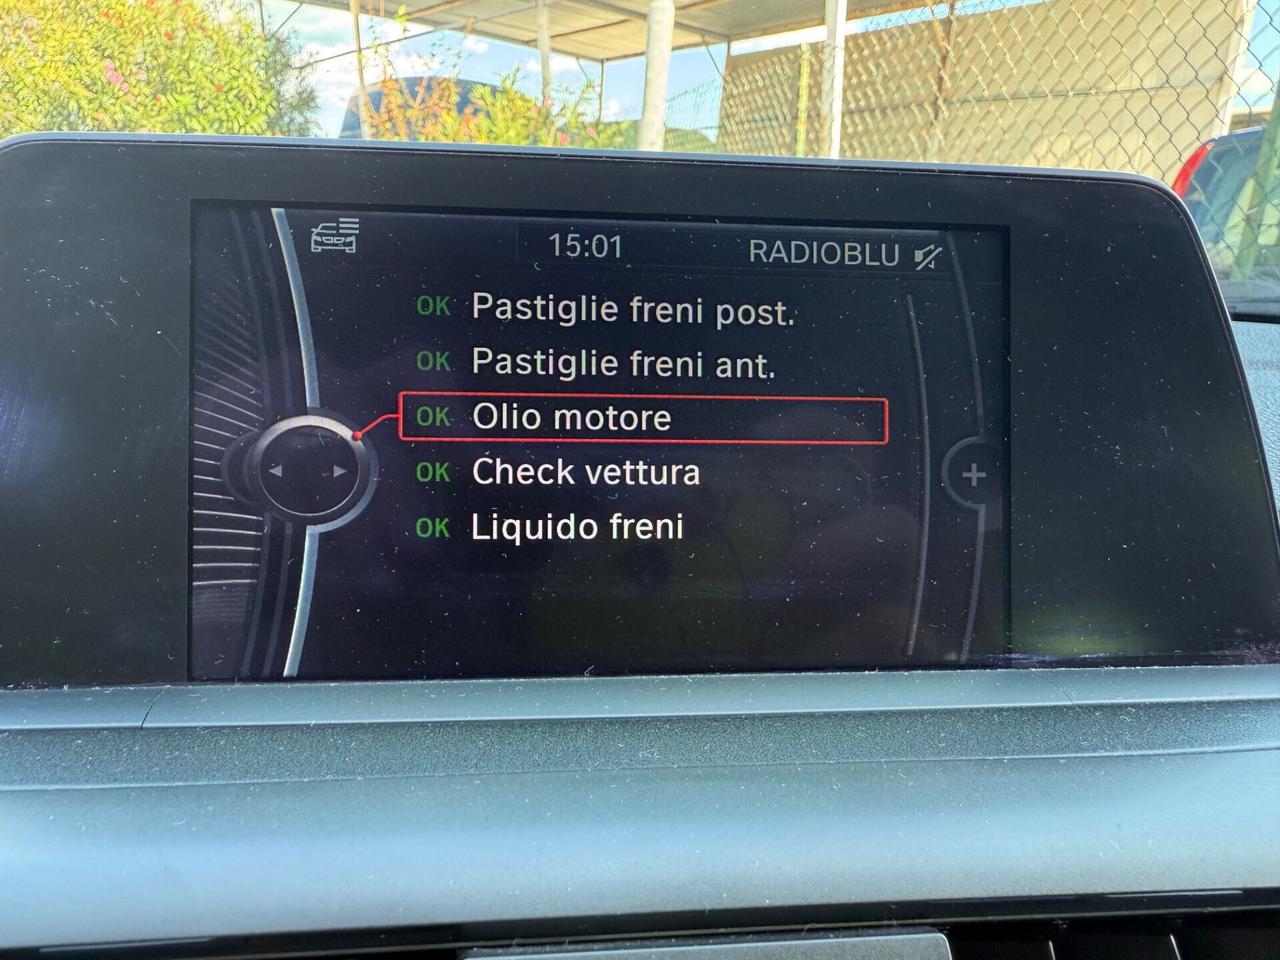 15:01 RADIOBLU
OK Pastiglie freni post.
OK Pastiglie freni ant.
OK Olio motore
OK Check vettura
OK Liquido freni